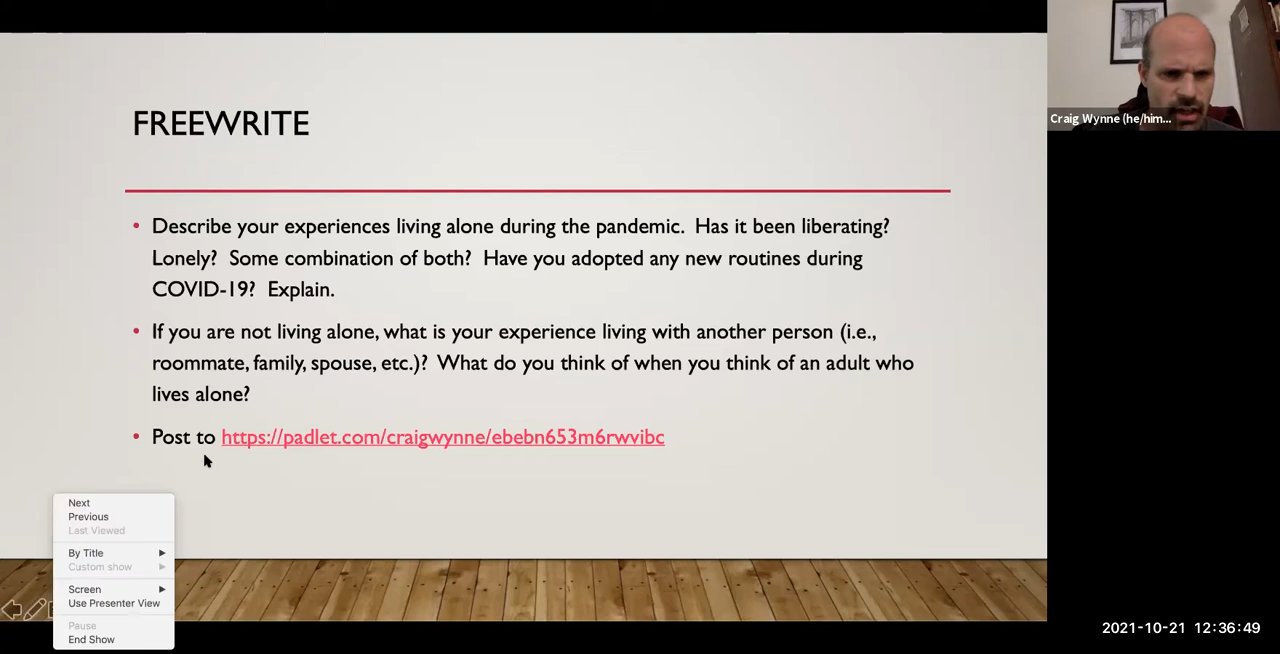 FREEWRITE
• Describe your experiences living alone during the pandemic.  Has it been liberating?
Lonely?  Some combination of both?  Have you adopted any new routines during
COVID-19?  Explain.
• If you are not living alone, what is your experience living with another person (i.e.,
roommate, family, spouse, etc.)?  What do you think of when you think of an adult who
lives alone?
• Post to https://padlet.com/craigwynne/ebebn653m6rwvibc
Next
Previous
Last Viewed
By Title
Custom show
Screen
Use Presenter View
Pause
End Show
Craig Wynne (he/him...
2021-10-21 12:36:49